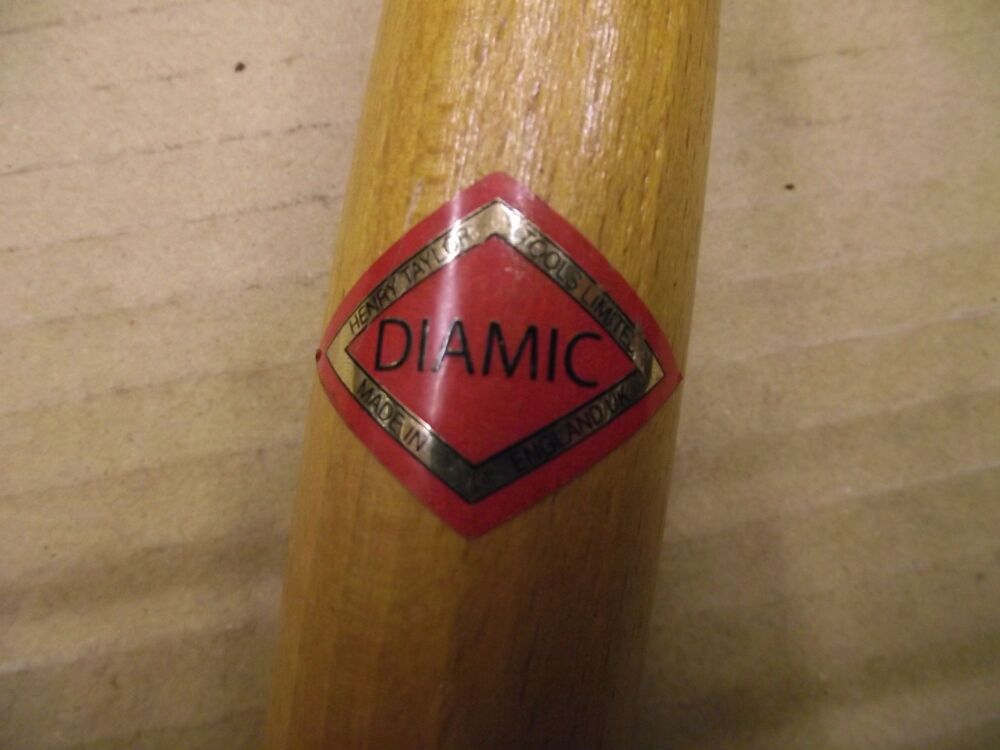 HENRY TAYLOR TOOLS LIMITED
DIAMIC
MADE IN ENGLAND UK